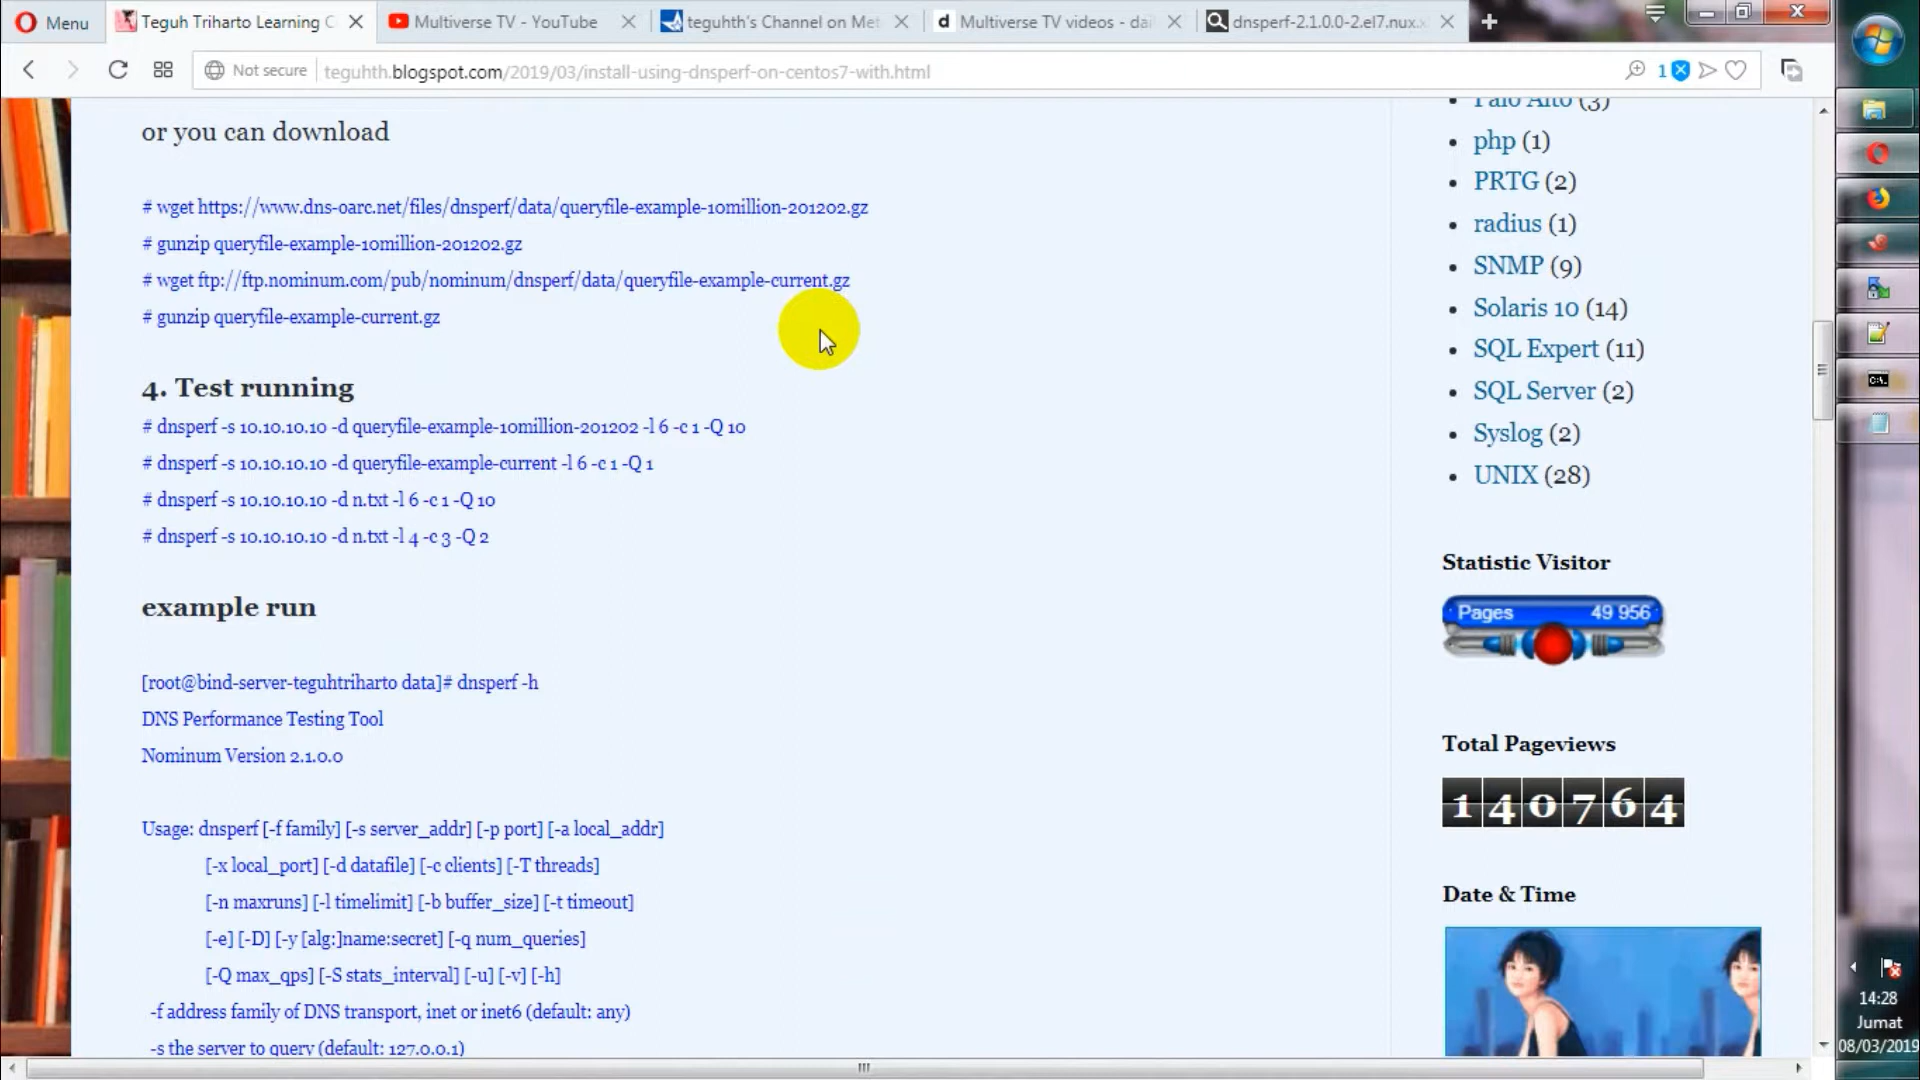 Menu
Teguh Triharto Learning C
Multiverse TV - YouTube
teguhth's Channel on Met
Multiverse TV videos - dai
dnsperf-2.1.0.0-2.el7.nux.x
Not secure
teguhth.blogspot.com/2019/03/install-using-dnsperf-on-centos7-with.html
1
or you can download
# wget https://www.dns-oarc.net/files/dnsperf/data/queryfile-example-10million-201202.gz
# gunzip queryfile-example-10million-201202.gz
# wget ftp://ftp.nominum.com/pub/nominum/dnsperf/data/queryfile-example-current.gz
# gunzip queryfile-example-current.gz
4. Test running
# dnsperf -s 10.10.10.10 -d queryfile-example-10million-201202 -l 6 -c 1 -Q 10
# dnsperf -s 10.10.10.10 -d queryfile-example-current -l 6 -c 1 -Q 1
# dnsperf -s 10.10.10.10 -d n.txt -l 6 -c 1 -Q 10
# dnsperf -s 10.10.10.10 -d n.txt -l 4 -c 3 -Q 2
example run
[root@bind-server-teguhtriharto data]# dnsperf -h
DNS Performance Testing Tool
Nominum Version 2.1.0.0
Usage: dnsperf [-f family] [-s server_addr] [-p port] [-a local_addr]
[-x local_port] [-d datafile] [-c clients] [-T threads]
[-n maxruns] [-l timelimit] [-b buffer_size] [-t timeout]
[-e] [-D] [-y [alg:]name:secret] [-q num_queries]
[-Q max_qps] [-S stats_interval] [-u] [-v] [-h]
-f address family of DNS transport, inet or inet6 (default: any)
-s the server to query (default: 127.0.0.1)
Palo Alto (3)
php (1)
PRTG (2)
radius (1)
SNMP (9)
Solaris 10 (14)
SQL Expert (11)
SQL Server (2)
Syslog (2)
UNIX (28)
Statistic Visitor
Pages 49 956
Total Pageviews
140764
Date & Time
14:28
Jumat
08/03/2019